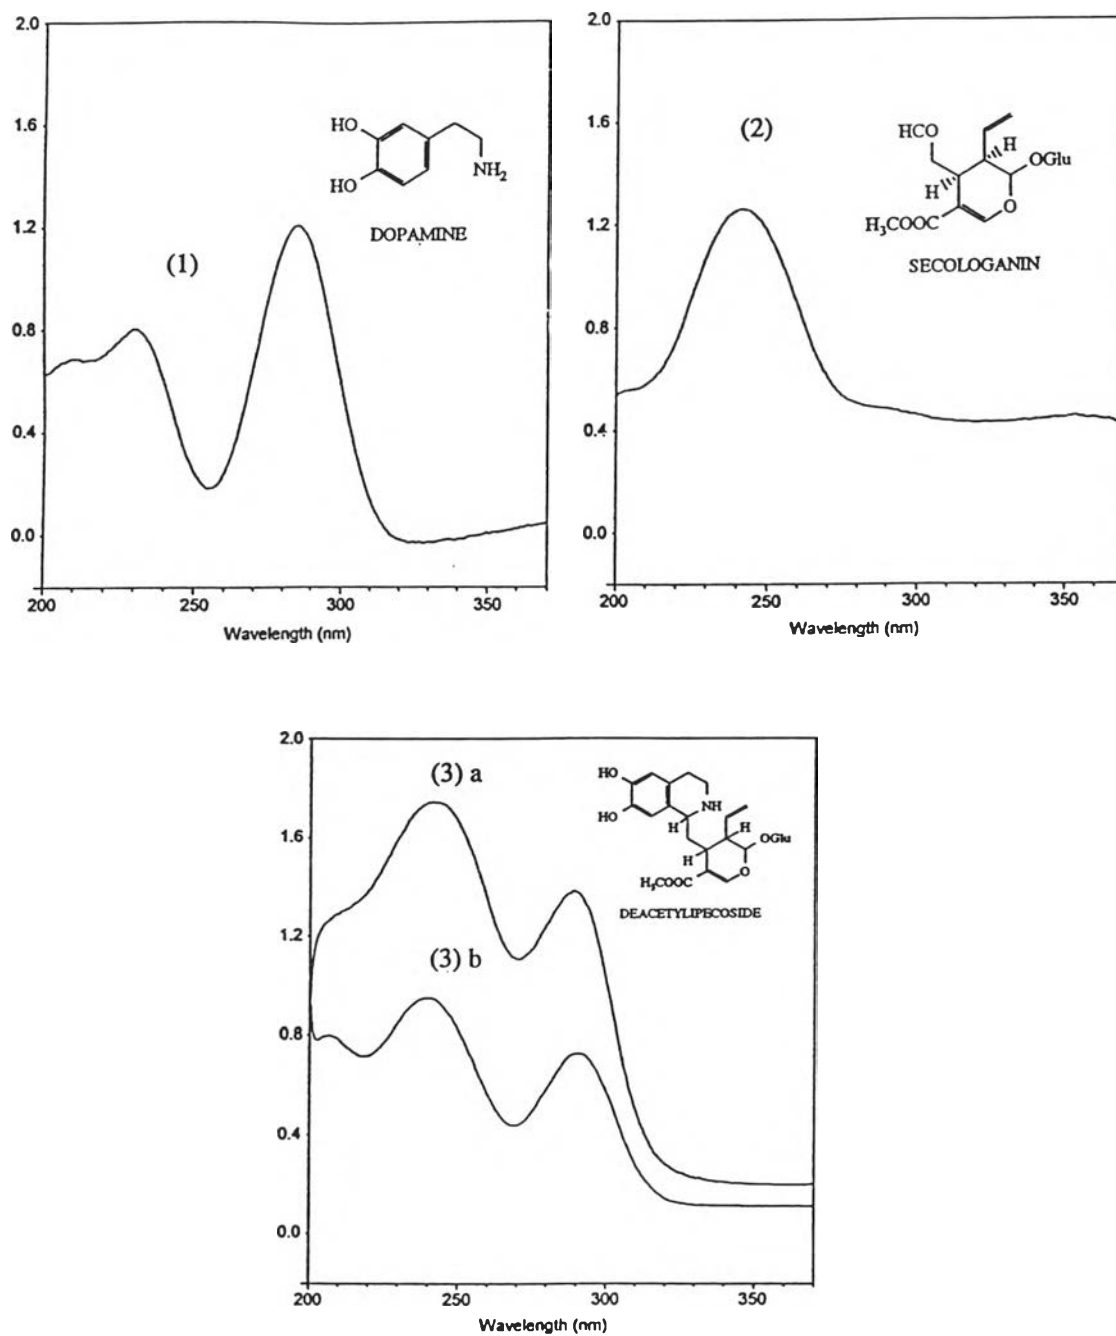 2.0
1.6
1.2
0.8
0.4
0.0
200 250 300 350
Wavelength (nm)
(1)
HO
HO
NH2
DOPAMINE
2.0
1.6
1.2
0.8
0.4
0.0
200 250 300 350
Wavelength (nm)
(2)
HCO
H
OGlu
H
H3COOC
O
SECOLOGANIN
2.0
1.6
1.2
0.8
0.4
0.0
200 250 300 350
Wavelength (nm)
(3) a
(3) b
HO
HO
NH
H
H
OGlu
H
H3COOC
O
DEACETYLIPECOSIDE